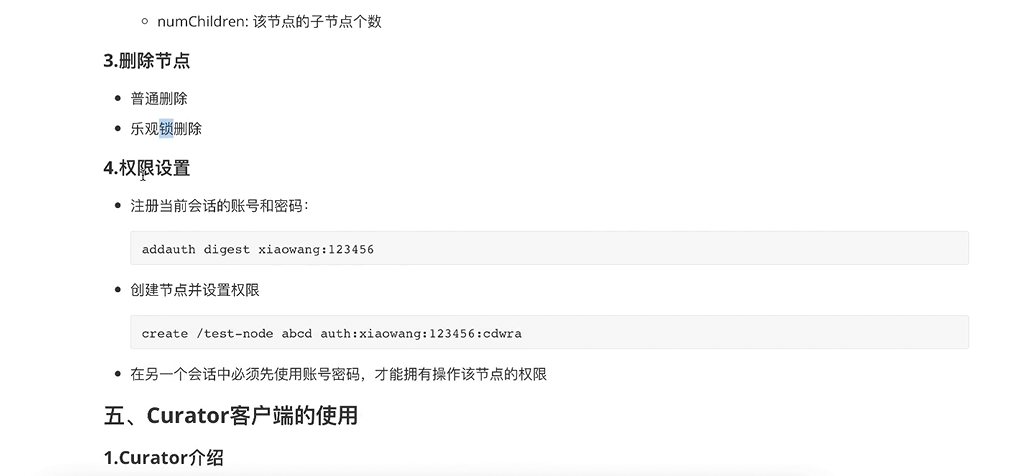 numChildren: 该节点的子节点个数
3.删除节点
普通删除
乐观锁删除
4.权限设置
注册当前会话的账号和密码：
addauth digest xiaowang:123456
创建节点并设置权限
create /test-node abcd auth:xiaowang:123456:cdwra
在另一个会话中必须先使用账号密码，才能拥有操作该节点的权限
五、Curator客户端的使用
1.Curator介绍